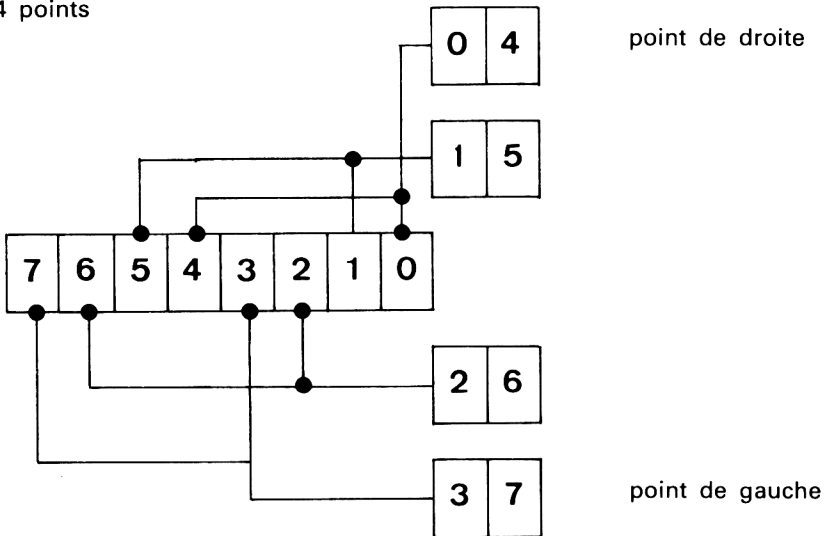 4 points
0 4 point de droite
1 5
7 6 5 4 3 2 1 0
2 6
3 7 point de gauche